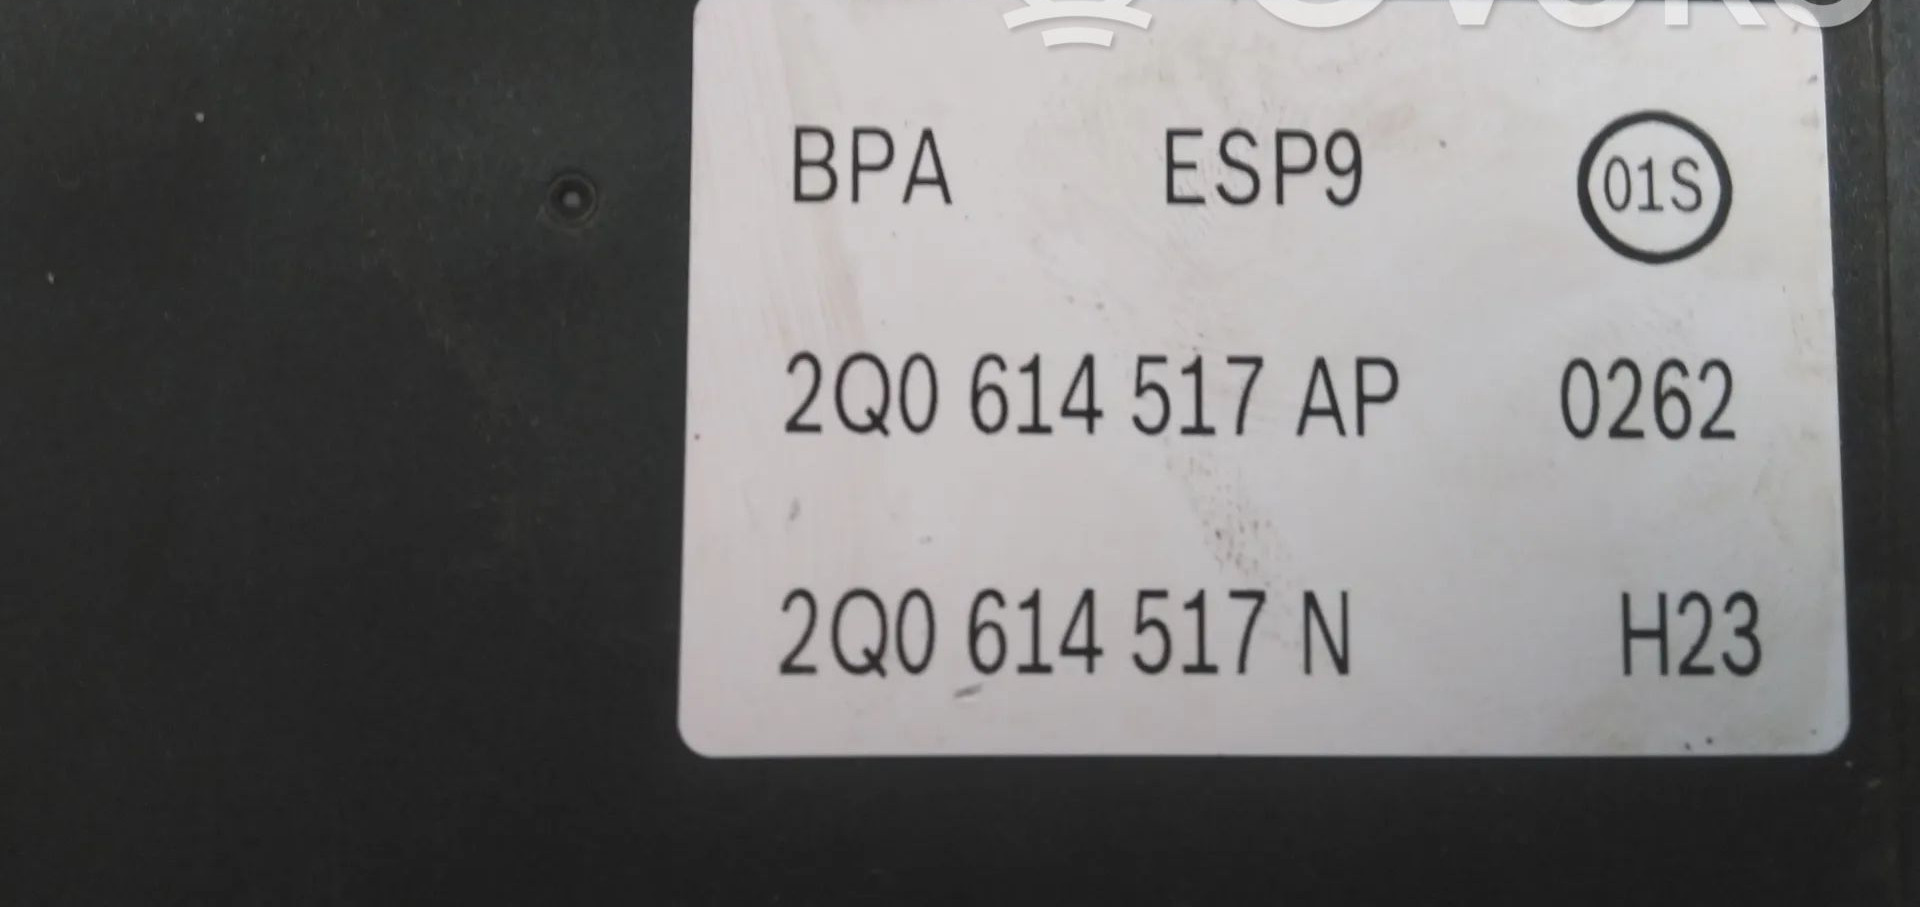 BPA ESP9 01S
2Q0 614 517 AP 0262
2Q0 614 517 N H23